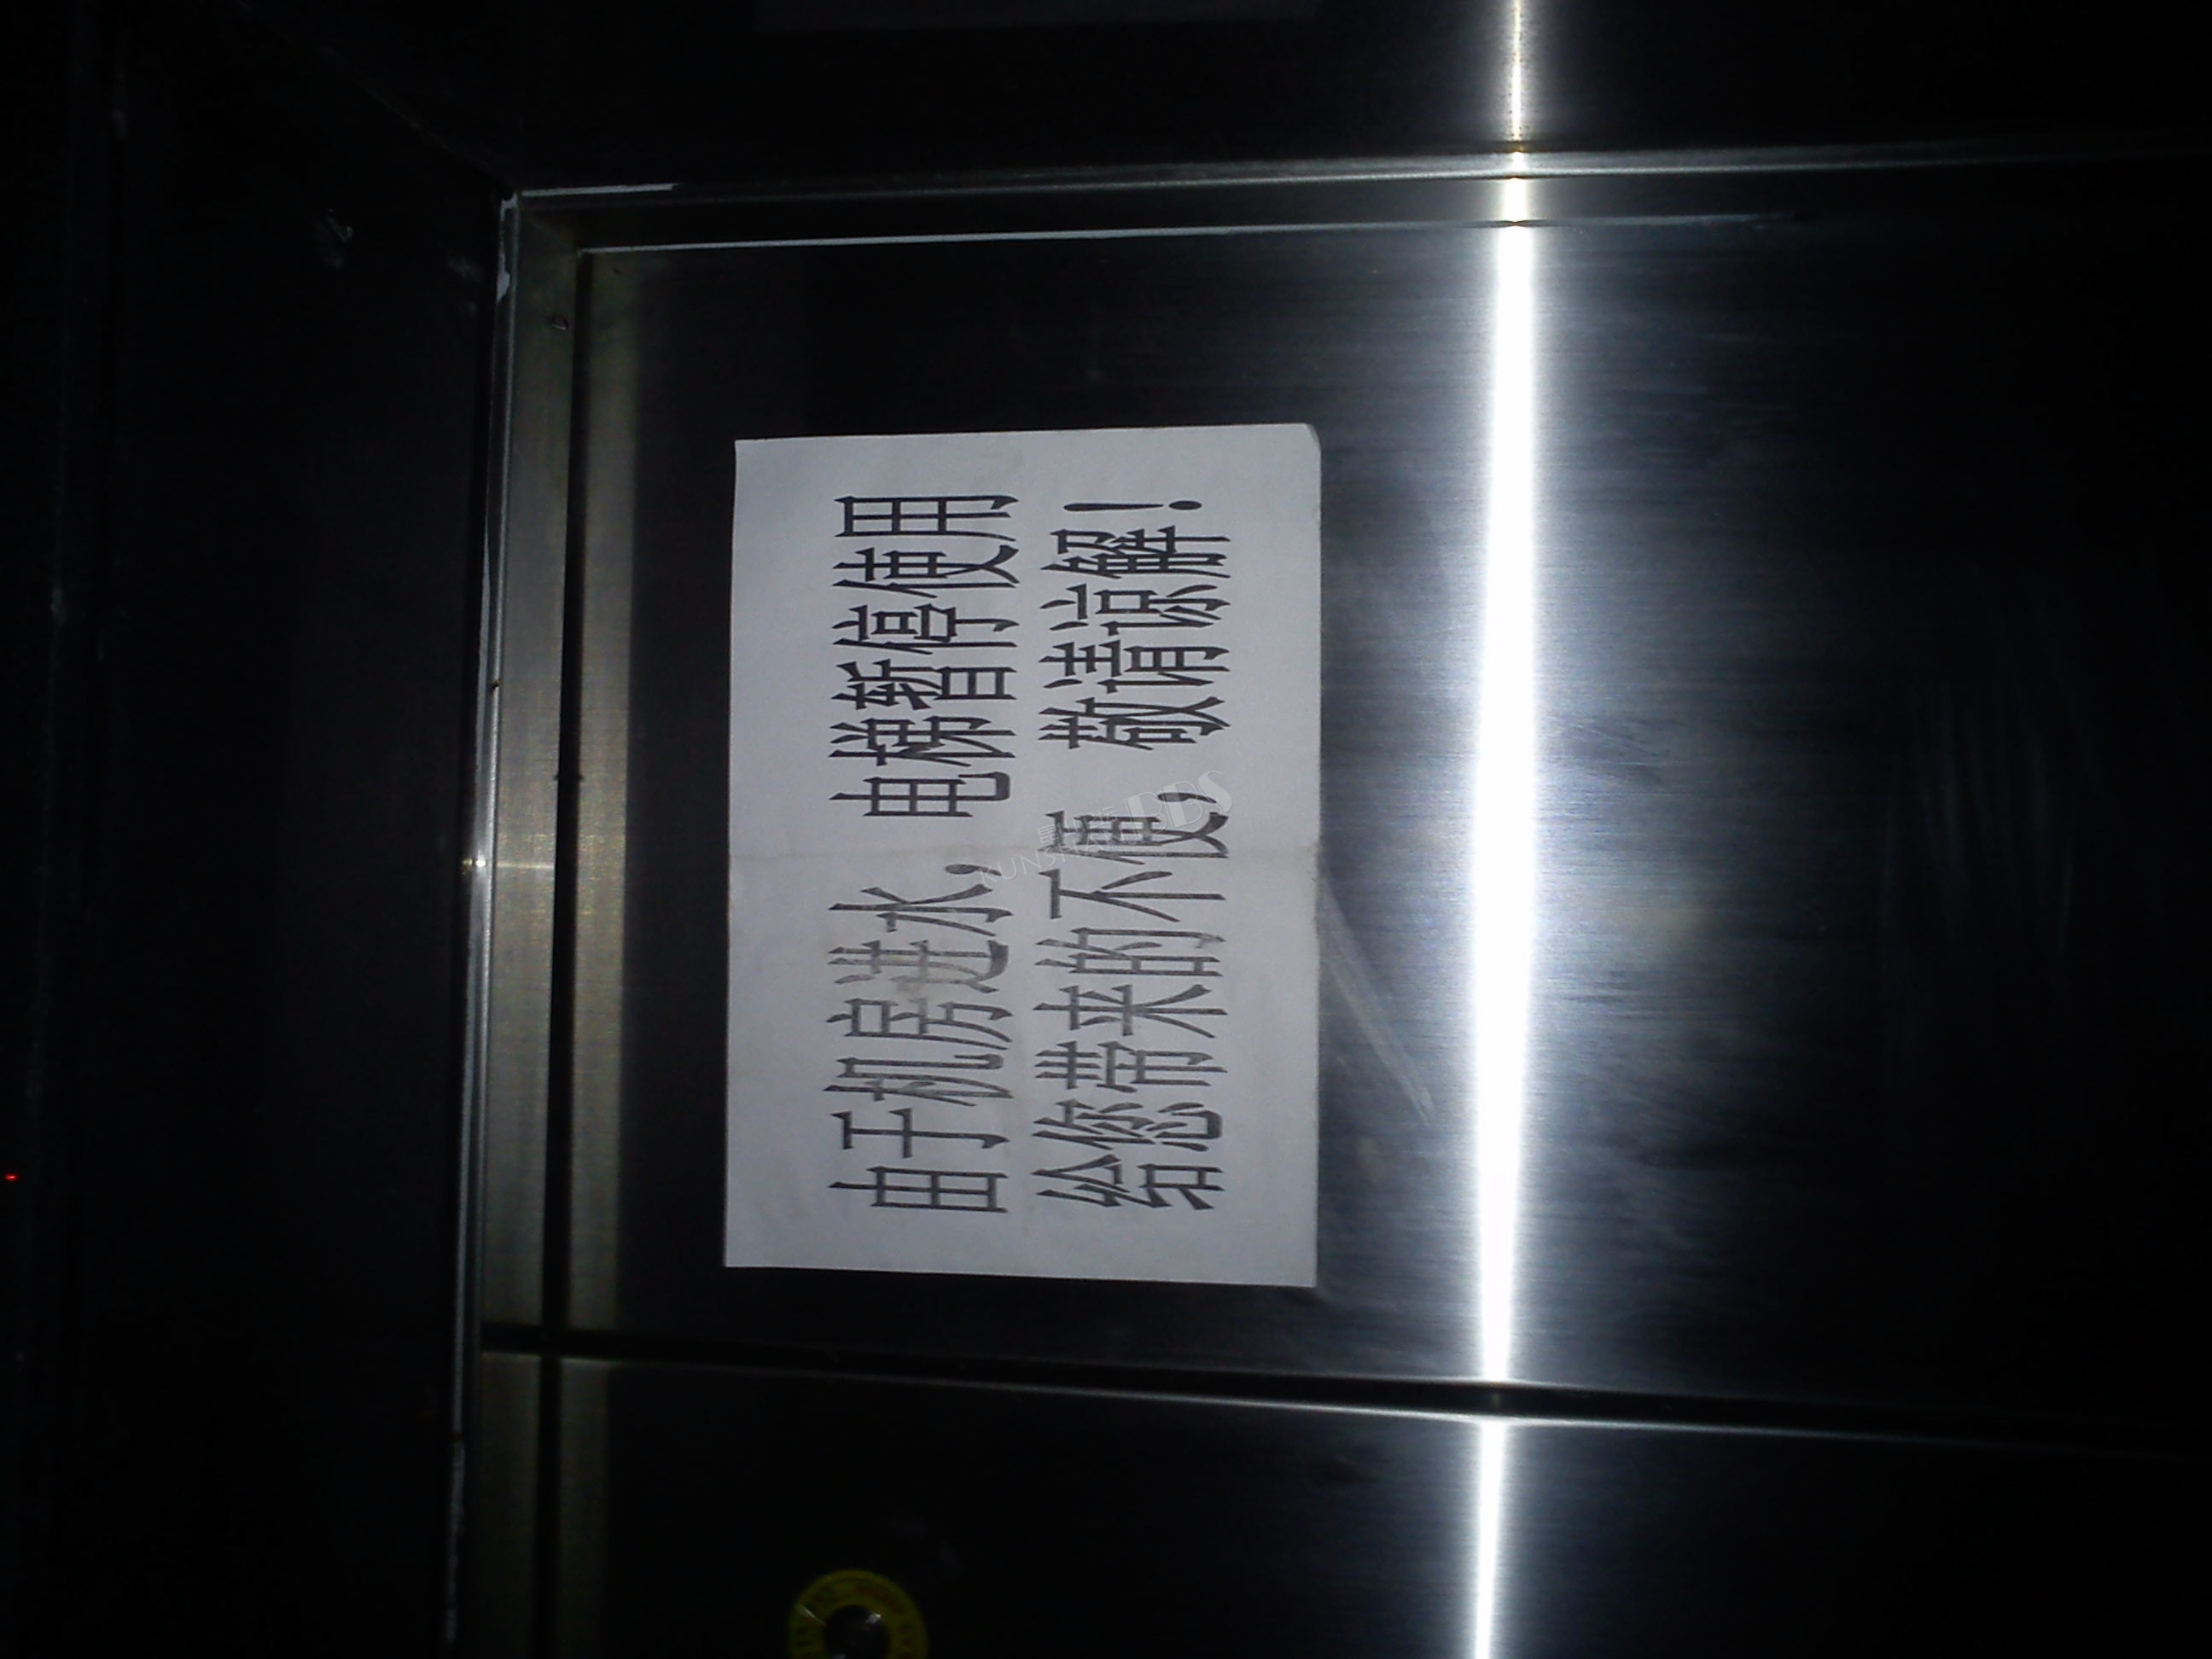 由于机房进水，电梯暂停使用
给您带来的不便，敬请谅解！